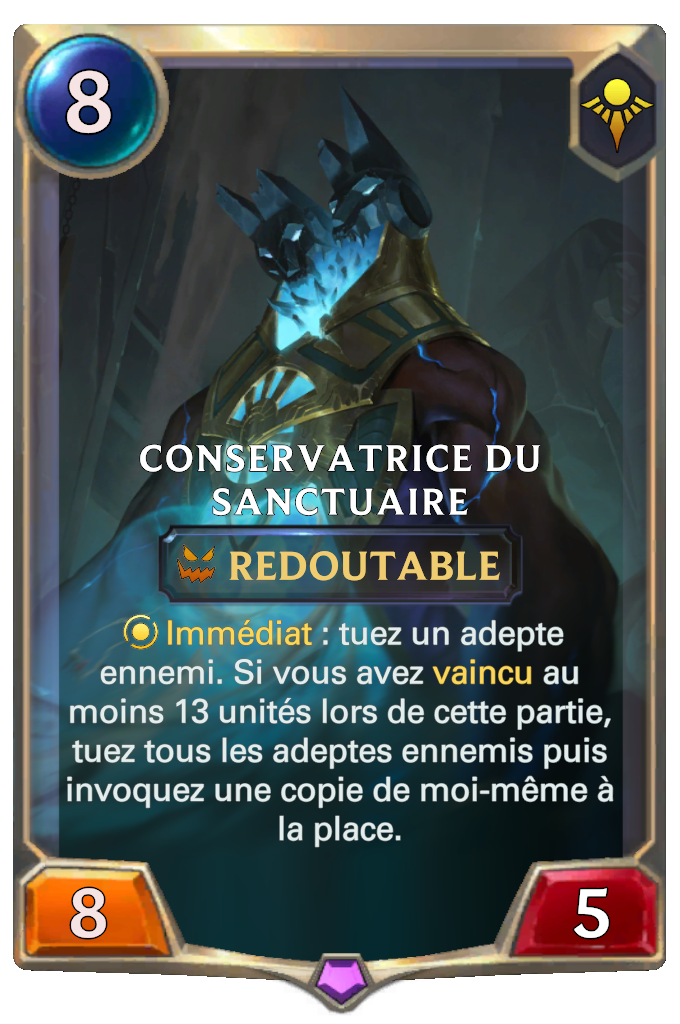 8
CONSERVATRICE DU
SANCTUAIRE
REDOUTABLE
Immédiat : tuez un adepte
ennemi. Si vous avez vaincu au
moins 13 unités lors de cette partie,
tuez tous les adeptes ennemis puis
invoquez une copie de moi-même à
la place.
8
5